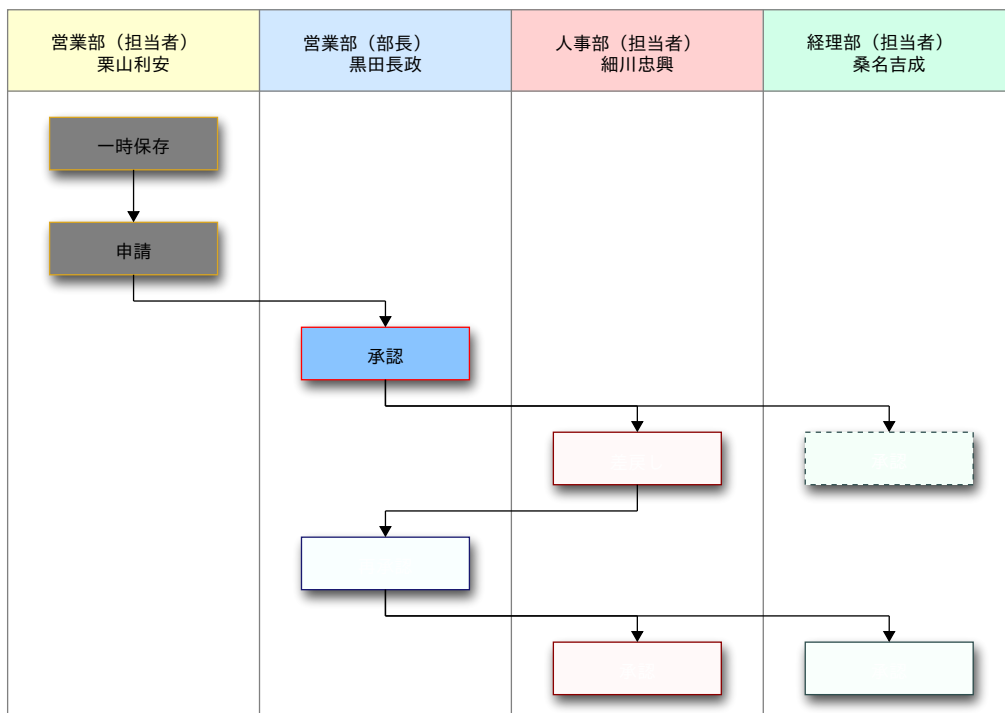 営業部（担当者）
栗山利安
営業部（部長）
黒田長政
人事部（担当者）
細川忠興
経理部（担当者）
桑名吉成
一時保存
申請
承認